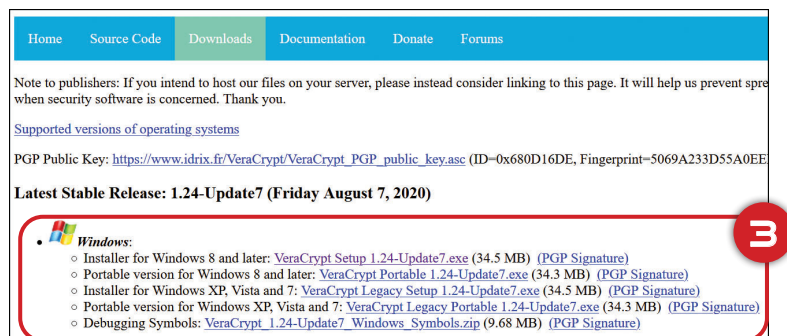 Home Source Code Downloads Documentation Donate Forums
Note to publishers: If you intend to host our files on your server, please instead consider linking to this page. It will help us prevent spre
when security software is concerned. Thank you.
Supported versions of operating systems
PGP Public Key: https://www.idrix.fr/VeraCrypt/VeraCrypt_PGP_public_key.asc (ID=0x680D16DE, Fingerprint=5069A233D55A0EE
Latest Stable Release: 1.24-Update7 (Friday August 7, 2020)
3
Windows:
Installer for Windows 8 and later: VeraCrypt Setup 1.24-Update7.exe (34.5 MB) (PGP Signature)
Portable version for Windows 8 and later: VeraCrypt Portable 1.24-Update7.exe (34.3 MB) (PGP Signature)
Installer for Windows XP, Vista and 7: VeraCrypt Legacy Setup 1.24-Update7.exe (34.5 MB) (PGP Signature)
Portable version for Windows XP, Vista and 7: VeraCrypt Legacy Portable 1.24-Update7.exe (34.3 MB) (PGP Signature)
Debugging Symbols: VeraCrypt_1.24-Update7_Windows_Symbols.zip (9.68 MB) (PGP Signature)